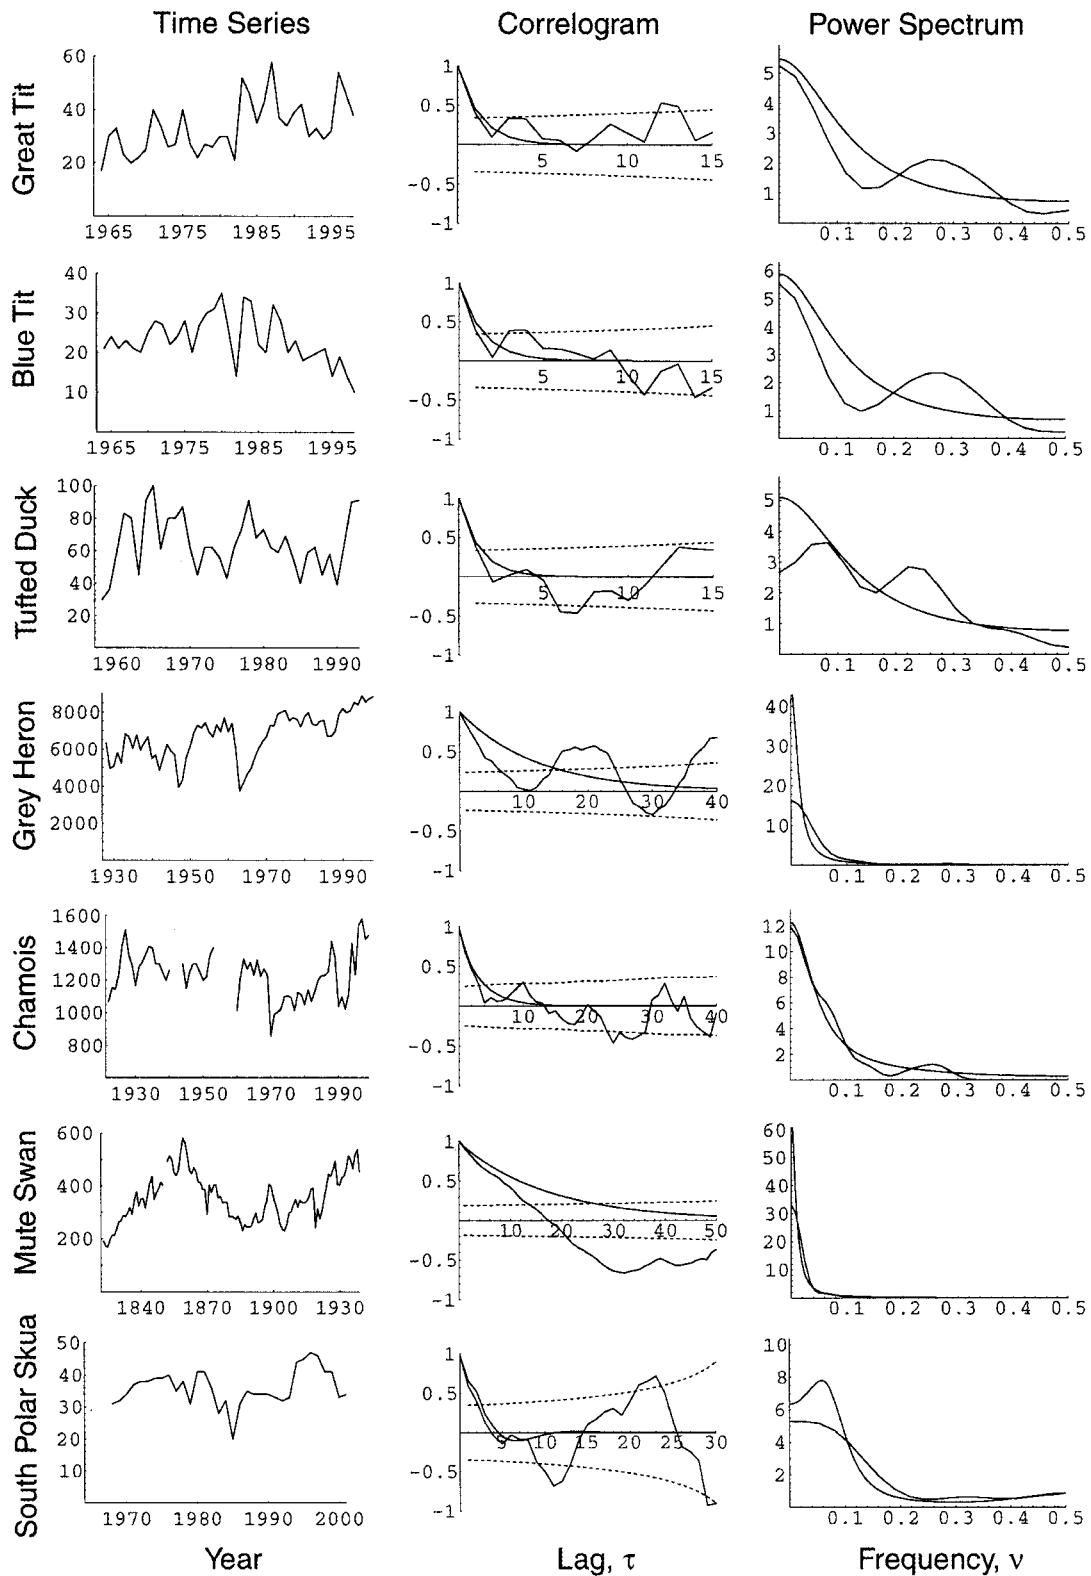 Time Series
Correlogram
Power Spectrum
Great Tit
60
40
20
1965 1975 1985 1995
1
0.5
-0.5
-1
5 10 15
5
4
3
2
1
0.1 0.2 0.3 0.4 0.5
Blue Tit
40
30
20
10
1965 1975 1985 1995
1
0.5
-0.5
-1
5 10 15
6
5
4
3
2
1
0.1 0.2 0.3 0.4 0.5
Tufted Duck
100
80
60
40
20
1960 1970 1980 1990
1
0.5
-0.5
-1
5 10 15
5
4
3
2
1
0.1 0.2 0.3 0.4 0.5
Grey Heron
8000
6000
4000
2000
1930 1950 1970 1990
1
0.5
-0.5
-1
10 20 30 40
40
30
20
10
0.1 0.2 0.3 0.4 0.5
Chamois
1600
1400
1200
1000
800
1930 1950 1970 1990
1
0.5
-0.5
-1
10 20 30 40
12
10
8
6
4
2
0.1 0.2 0.3 0.4 0.5
Mute Swan
600
400
200
1840 1870 1900 1930
1
0.5
-0.5
-1
10 20 30 40 50
60
50
40
30
20
10
0.1 0.2 0.3 0.4 0.5
South Polar Skua
50
40
30
20
10
1970 1980 1990 2000
1
0.5
-0.5
-1
5 10 15 20 25 30
10
8
6
4
2
0.1 0.2 0.3 0.4 0.5
Year
Lag, τ
Frequency, ν